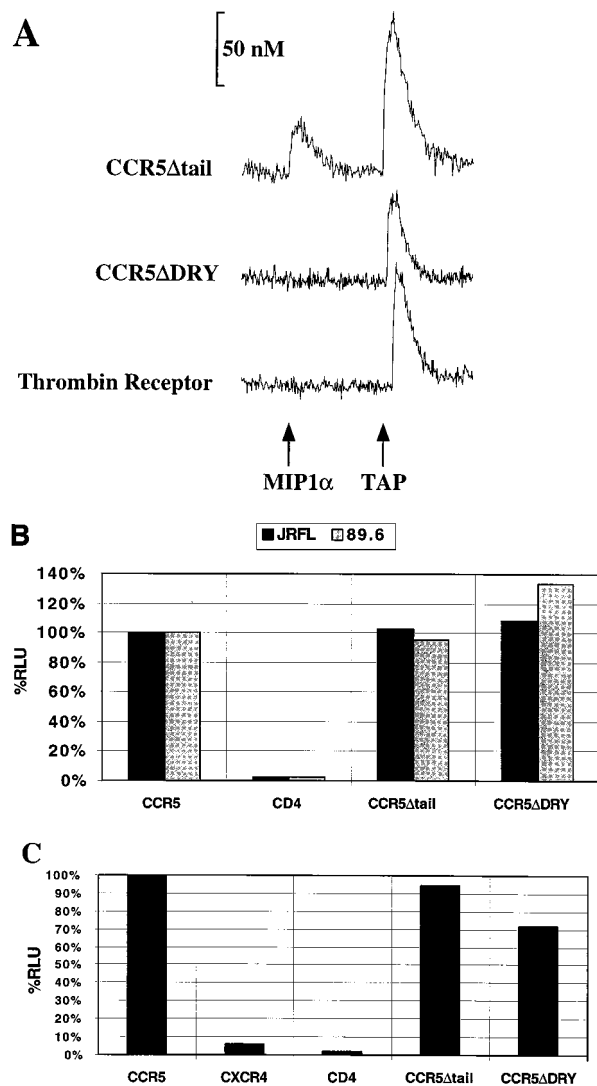 A
50 nM
CCR5Δtail
CCR5ΔDRY
Thrombin Receptor
MIP1α TAP
B
JRFL 89.6
140%
120%
100%
80%
60%
40%
20%
0%
%RLU
CCR5 CD4 CCR5Δtail CCR5ΔDRY
C
100%
90%
80%
70%
60%
50%
40%
30%
20%
10%
0%
%RLU
CCR5 CXCR4 CD4 CCR5Δtail CCR5ΔDRY